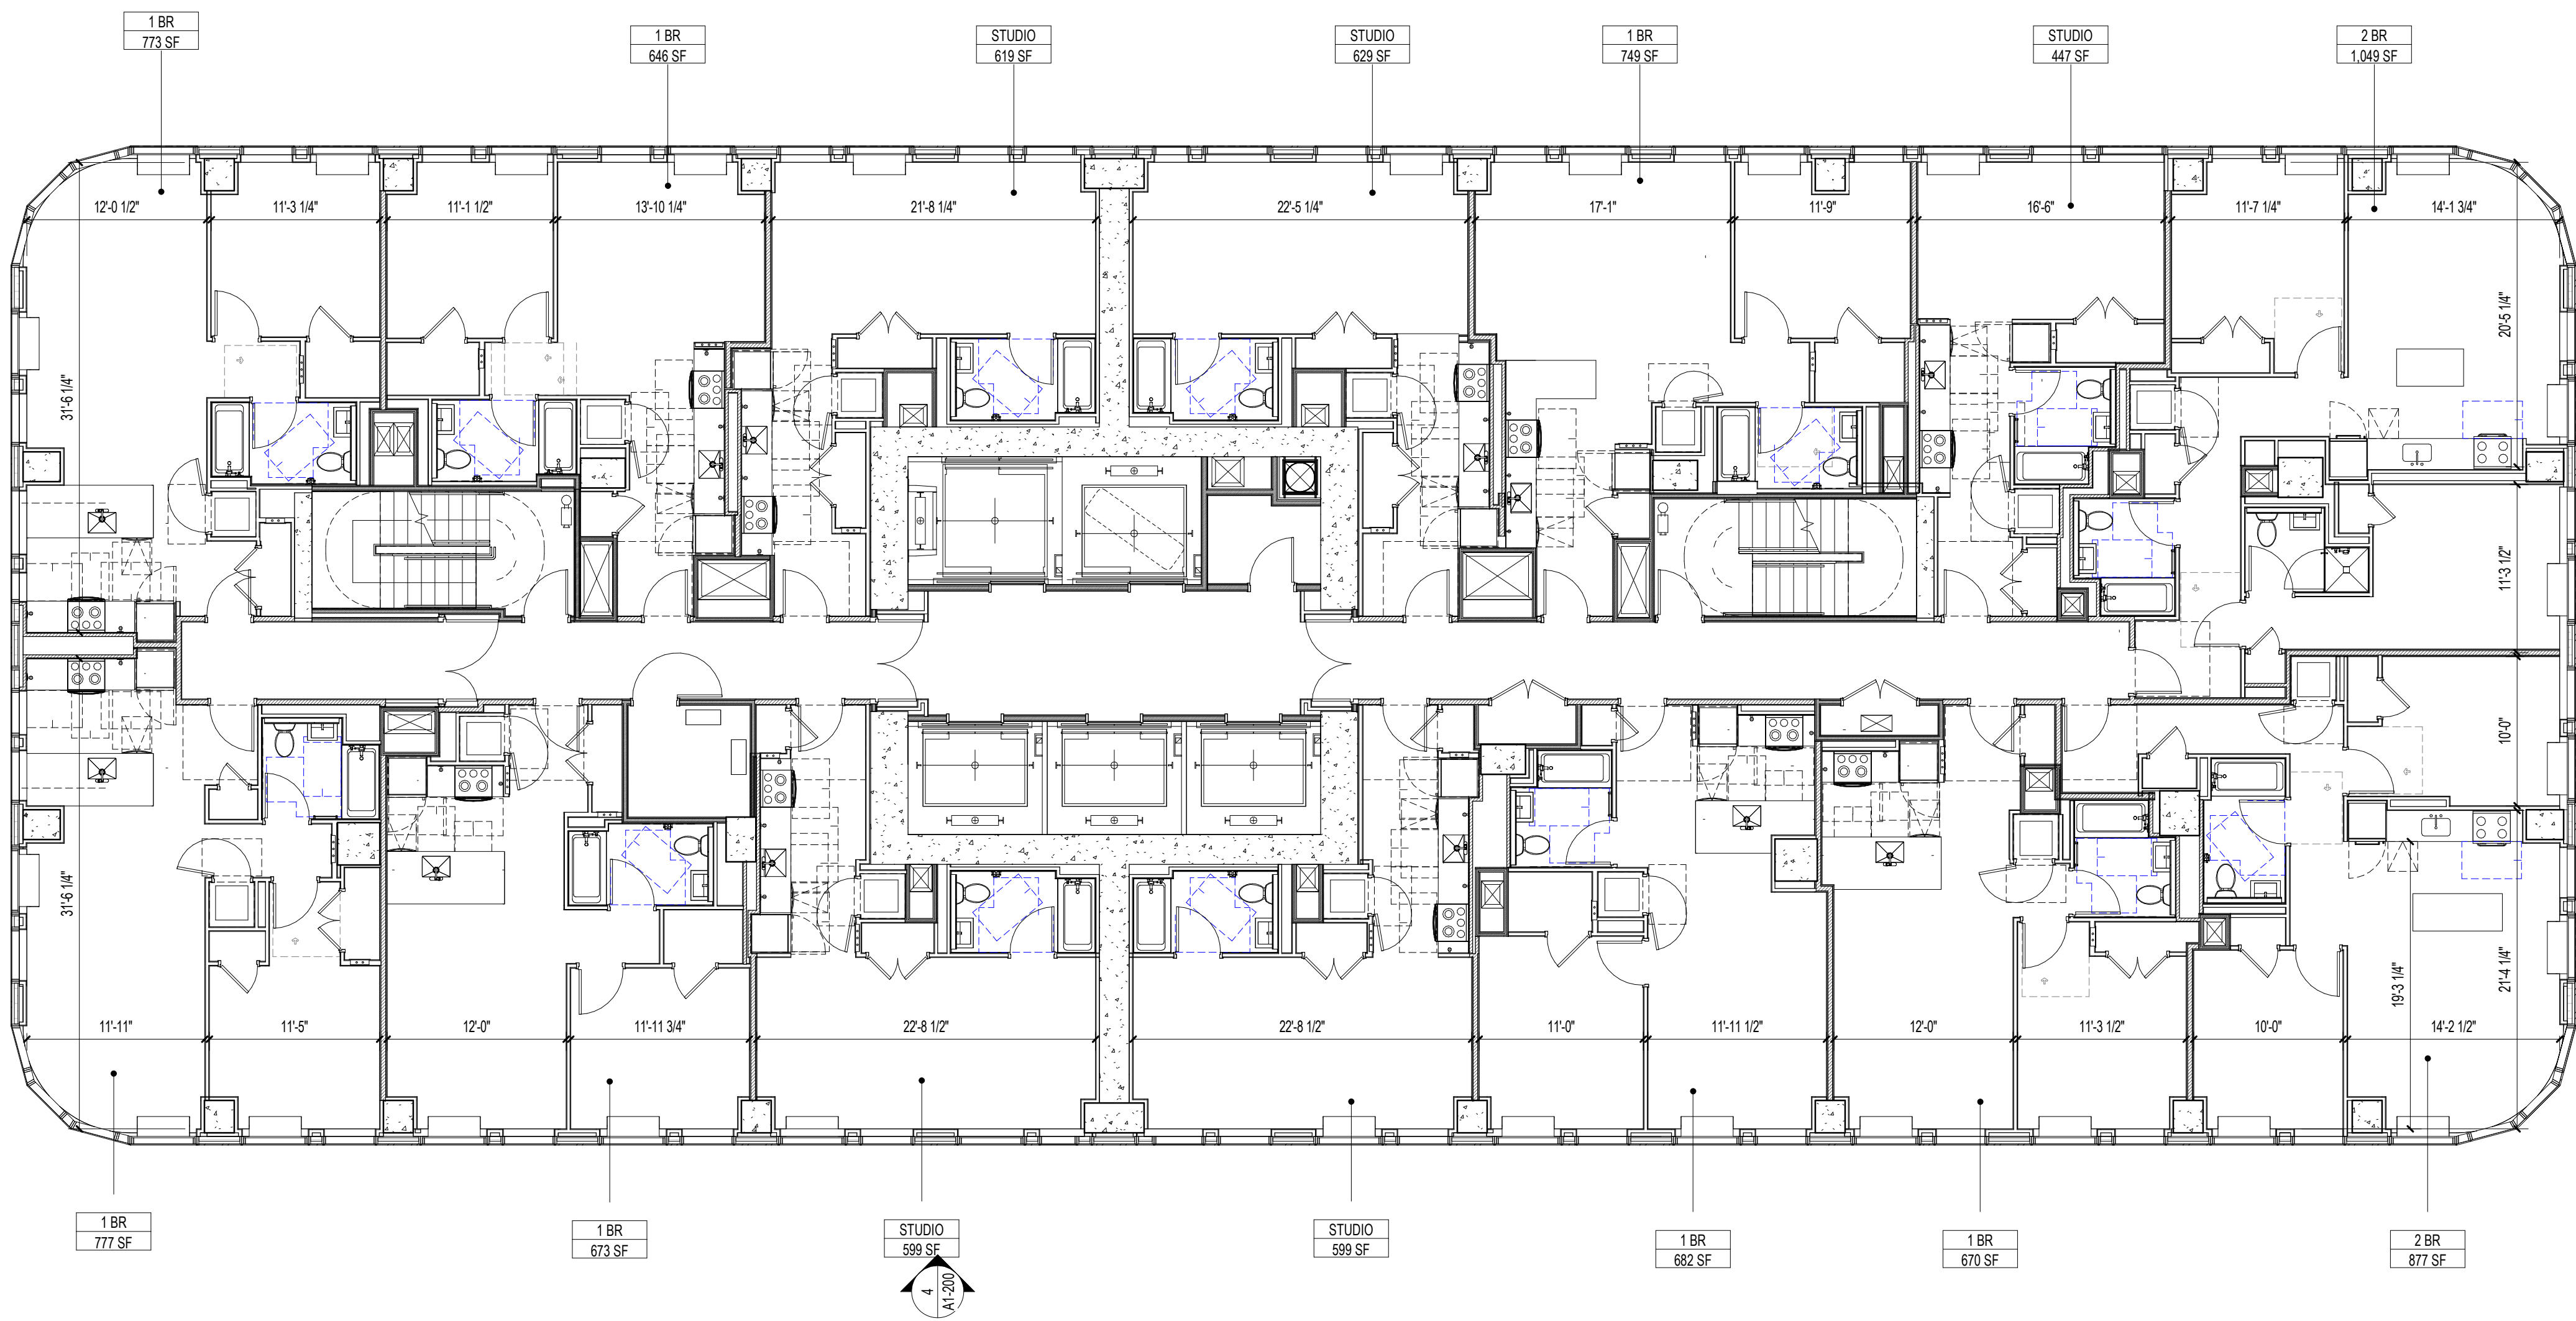 1 BR
773 SF
1 BR
646 SF
STUDIO
619 SF
STUDIO
629 SF
1 BR
749 SF
STUDIO
447 SF
2 BR
1,049 SF
12'-0 1/2"
11'-3 1/4"
11'-1 1/2"
13'-10 1/4"
21'-8 1/4"
22'-5 1/4"
17'-1"
11'-9"
16'-6"
11'-7 1/4"
14'-1 3/4"
31'-6 1/4"
20'-5 1/4"
11'-3 1/2"
10'-0"
31'-6 1/4"
19'-3 1/4"
21'-4 1/4"
11'-11"
11'-5"
12'-0"
11'-11 3/4"
22'-8 1/2"
22'-8 1/2"
11'-0"
11'-11 1/2"
12'-0"
11'-3 1/2"
10'-0"
14'-2 1/2"
1 BR
777 SF
1 BR
673 SF
STUDIO
599 SF
STUDIO
599 SF
1 BR
682 SF
1 BR
670 SF
2 BR
877 SF
4
A1-200